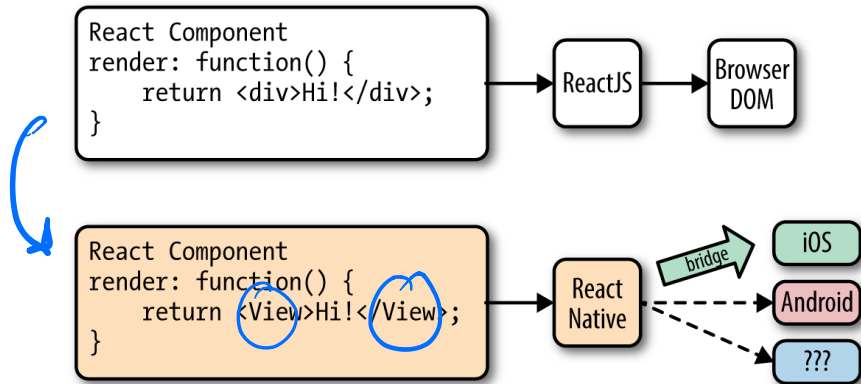 React Component
render: function() {
    return <div>Hi!</div>;
}
ReactJS
Browser
DOM
React Component
render: function() {
    return <View>Hi!</View>;
}
React
Native
bridge
iOS
Android
???